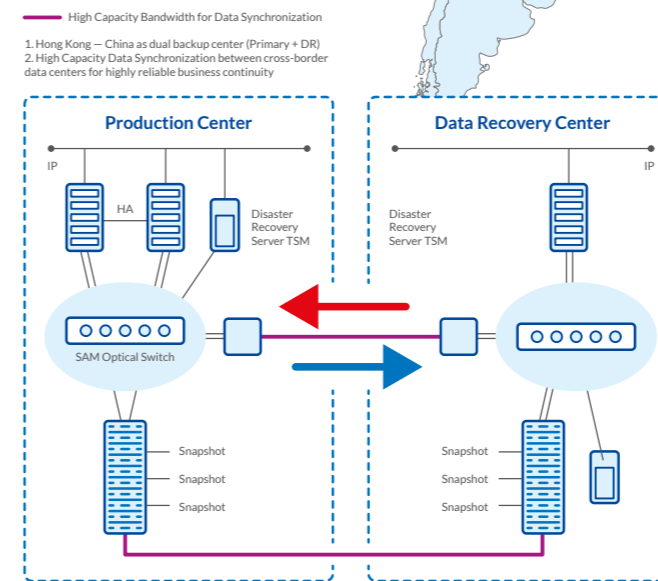 High Capacity Bandwidth for Data Synchronization
1. Hong Kong — China as dual backup center (Primary + DR)
2. High Capacity Data Synchronization between cross-border
data centers for highly reliable business continuity
Production Center
Data Recovery Center
IP
IP
HA
Disaster
Recovery
Server TSM
Disaster
Recovery
Server TSM
SAM Optical Switch
Snapshot
Snapshot
Snapshot
Snapshot
Snapshot
Snapshot